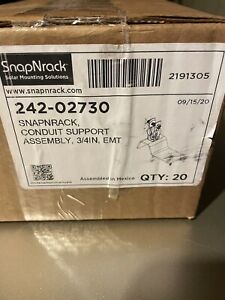 SnapNrack
Solar Mounting Solutions
www.snapnrack.com
2191305
242-02730
09/15/20
SNAPNRACK,
CONDUIT SUPPORT
ASSEMBLY, 3/4IN, EMT
Assembled in Mexico
QTY: 20